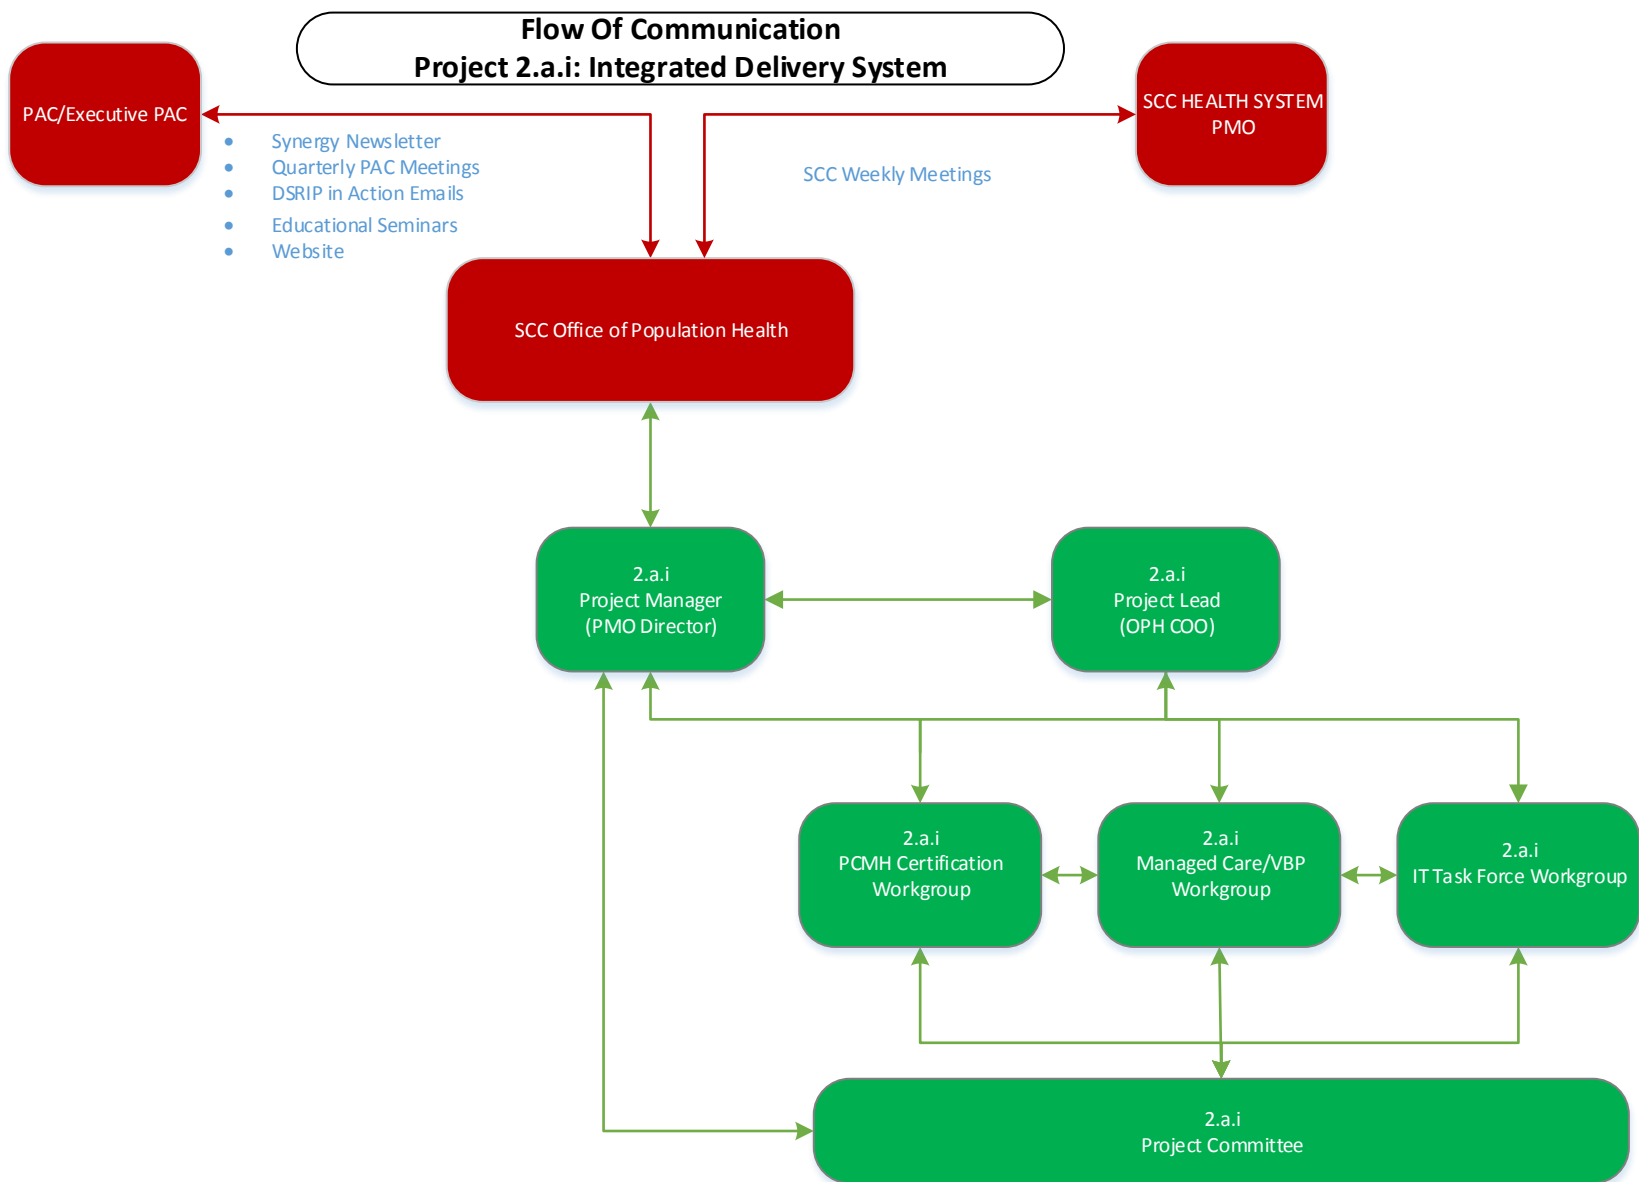 Flow Of Communication
Project 2.a.i: Integrated Delivery System
PAC/Executive PAC
SCC HEALTH SYSTEM
PMO
• Synergy Newsletter
• Quarterly PAC Meetings
• DSRIP in Action Emails
• Educational Seminars
• Website
SCC Weekly Meetings
SCC Office of Population Health
2.a.i
Project Manager
(PMO Director)
2.a.i
Project Lead
(OPH COO)
2.a.i
PCMH Certification
Workgroup
2.a.i
Managed Care/VBP
Workgroup
2.a.i
IT Task Force Workgroup
2.a.i
Project Committee